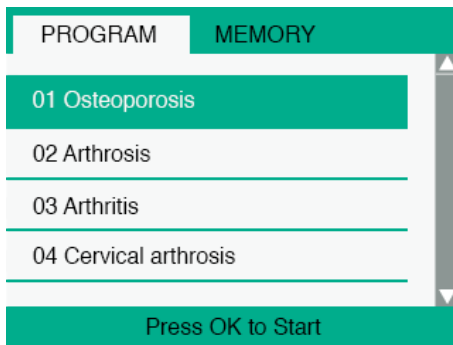 PROGRAM MEMORY
01 Osteoporosis
02 Arthrosis
03 Arthritis
04 Cervical arthrosis
Press OK to Start